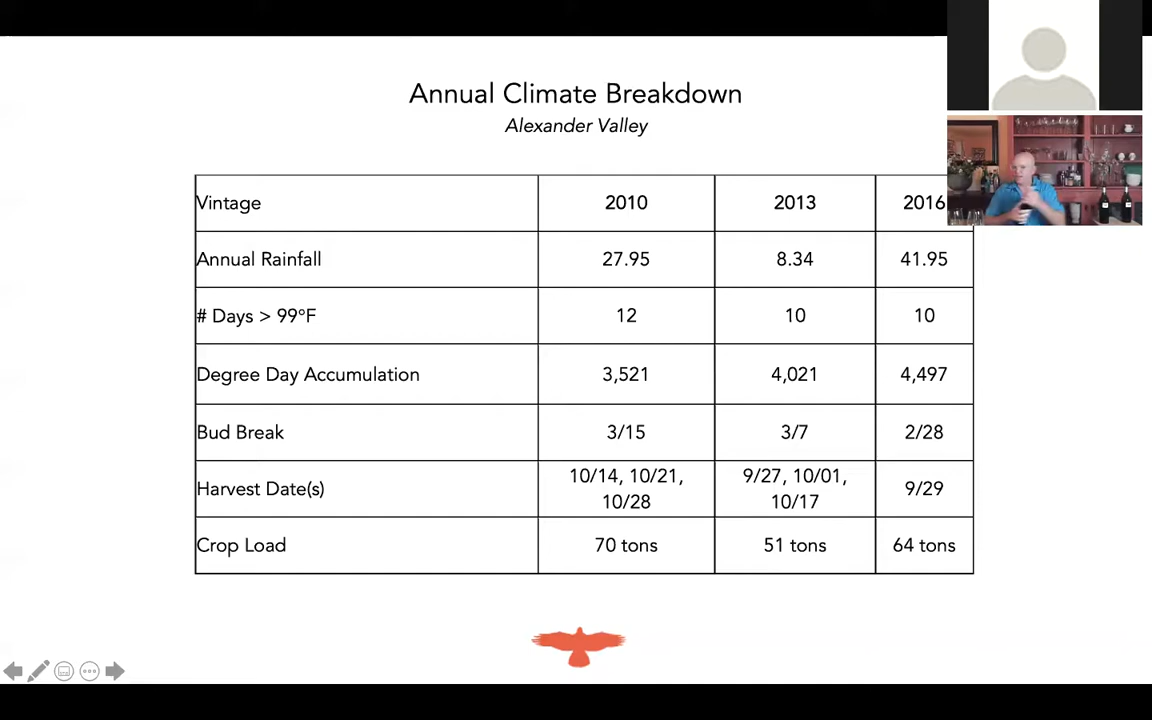 Annual Climate Breakdown
Alexander Valley
Vintage 2010 2013 2016
Annual Rainfall 27.95 8.34 41.95
# Days > 99°F 12 10 10
Degree Day Accumulation 3,521 4,021 4,497
Bud Break 3/15 3/7 2/28
Harvest Date(s) 10/14, 10/21, 10/28 9/27, 10/01, 10/17 9/29
Crop Load 70 tons 51 tons 64 tons